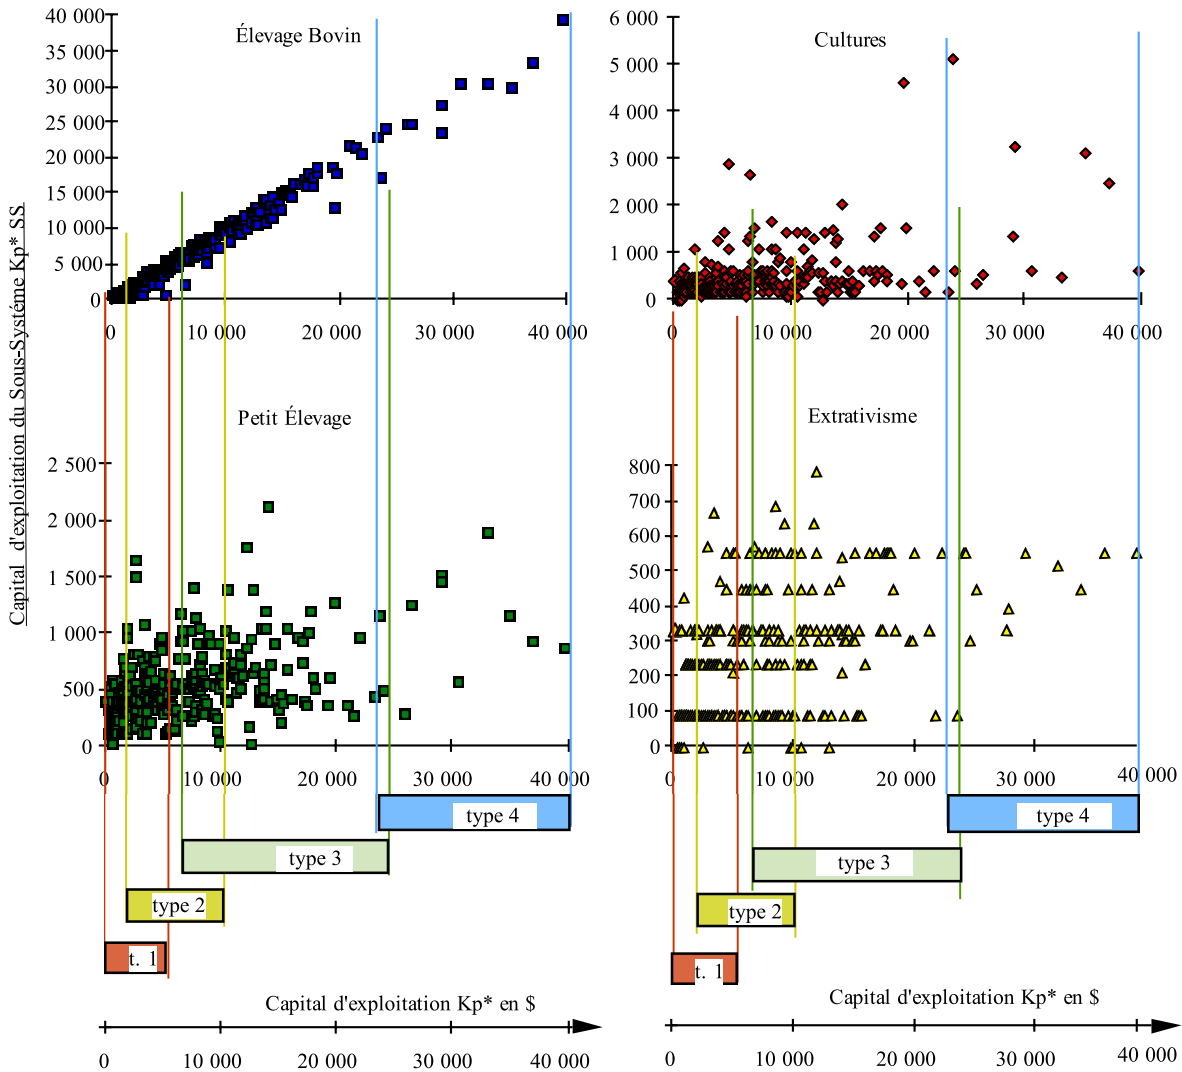 Capital d'exploitation du Sous-Système Kp* SS
Élevage Bovin
40 000
35 000
30 000
25 000
20 000
15 000
10 000
5 000
0
0 10 000 20 000 30 000 40 000
Cultures
6 000
5 000
4 000
3 000
2 000
1 000
0
0 10 000 20 000 30 000 40 000
Petit Élevage
2 500
2 000
1 500
1 000
500
0
0 10 000 20 000 30 000 40 000
Extrativisme
800
700
600
500
400
300
200
100
0
0 10 000 20 000 30 000 40 000
type 4
type 3
type 2
t. 1
Capital d'exploitation Kp* en $
0 10 000 20 000 30 000 40 000
type 4
type 3
type 2
t. 1
Capital d'exploitation Kp* en $
0 10 000 20 000 30 000 40 000